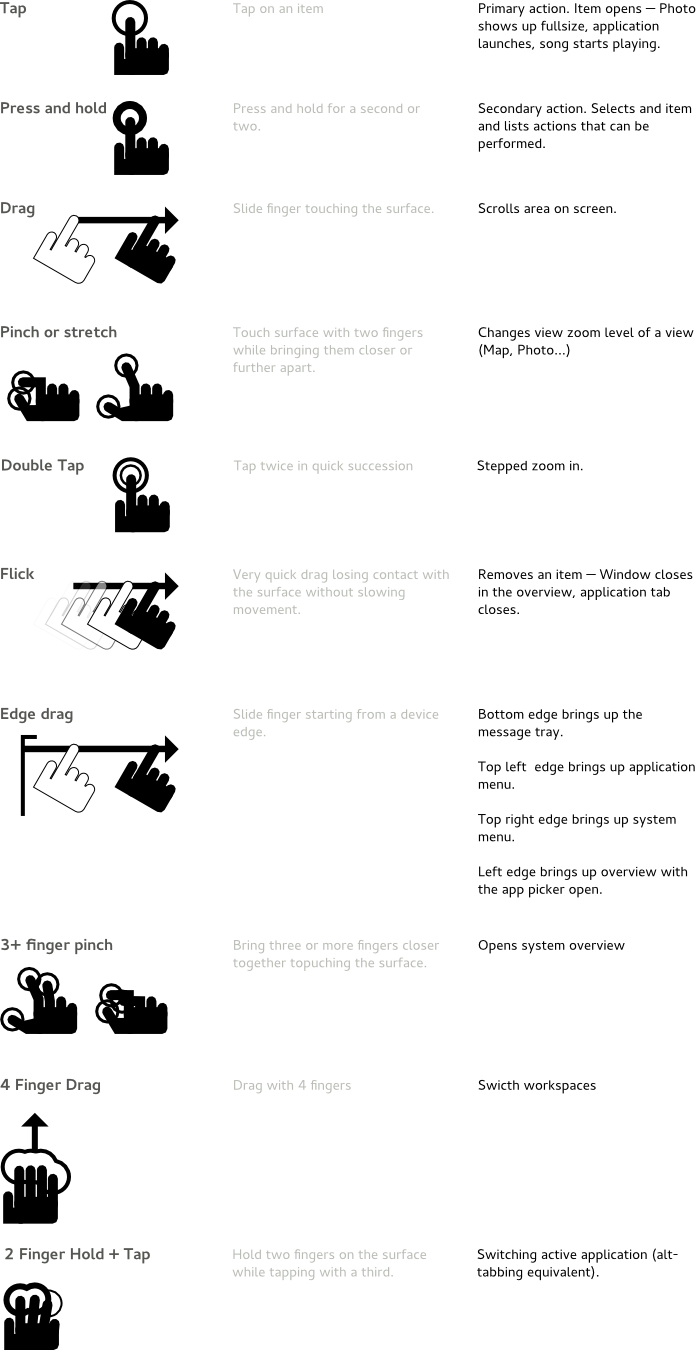 Tap
Tap on an item
Primary action. Item opens — Photo
shows up fullsize, application
launches, song starts playing.
Press and hold
Press and hold for a second or
two.
Secondary action. Selects and item
and lists actions that can be
performed.
Drag
Slide finger touching the surface.
Scrolls area on screen.
Pinch or stretch
Touch surface with two fingers
while bringing them closer or
further apart.
Changes view zoom level of a view
(Map, Photo...)
Double Tap
Tap twice in quick succession
Stepped zoom in.
Flick
Very quick drag losing contact with
the surface without slowing
movement.
Removes an item — Window closes
in the overview, application tab
closes.
Edge drag
Slide finger starting from a device
edge.
Bottom edge brings up the
message tray.
Top left  edge brings up application
menu.
Top right edge brings up system
menu.
Left edge brings up overview with
the app picker open.
3+ finger pinch
Bring three or more fingers closer
together topuching the surface.
Opens system overview
4 Finger Drag
Drag with 4 fingers
Swicth workspaces
2 Finger Hold + Tap
Hold two fingers on the surface
while tapping with a third.
Switching active application (alt-
tabbing equivalent).